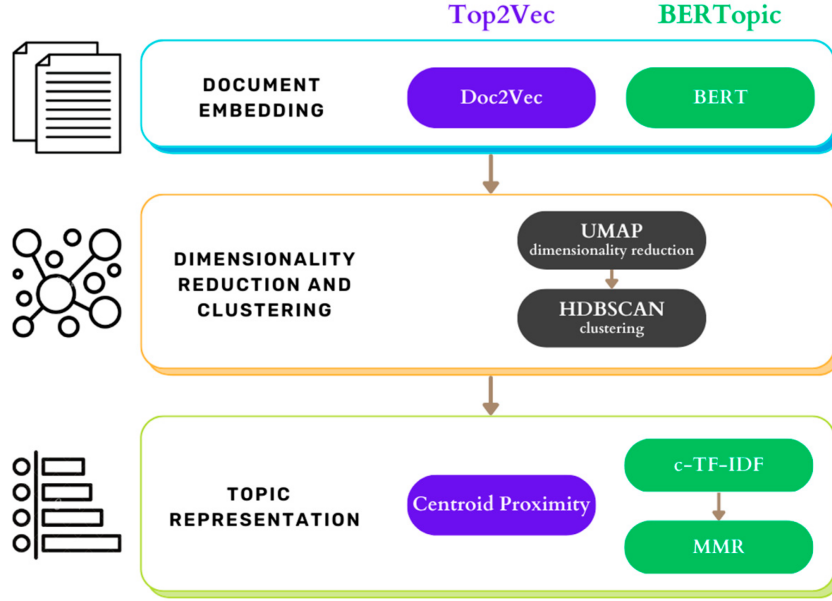 Top2Vec BERTopic
DOCUMENT
EMBEDDING
Doc2Vec
BERT
DIMENSIONALITY
REDUCTION AND
CLUSTERING
UMAP
dimensionality reduction
HDBSCAN
clustering
TOPIC
REPRESENTATION
Centroid Proximity
c-TF-IDF
MMR